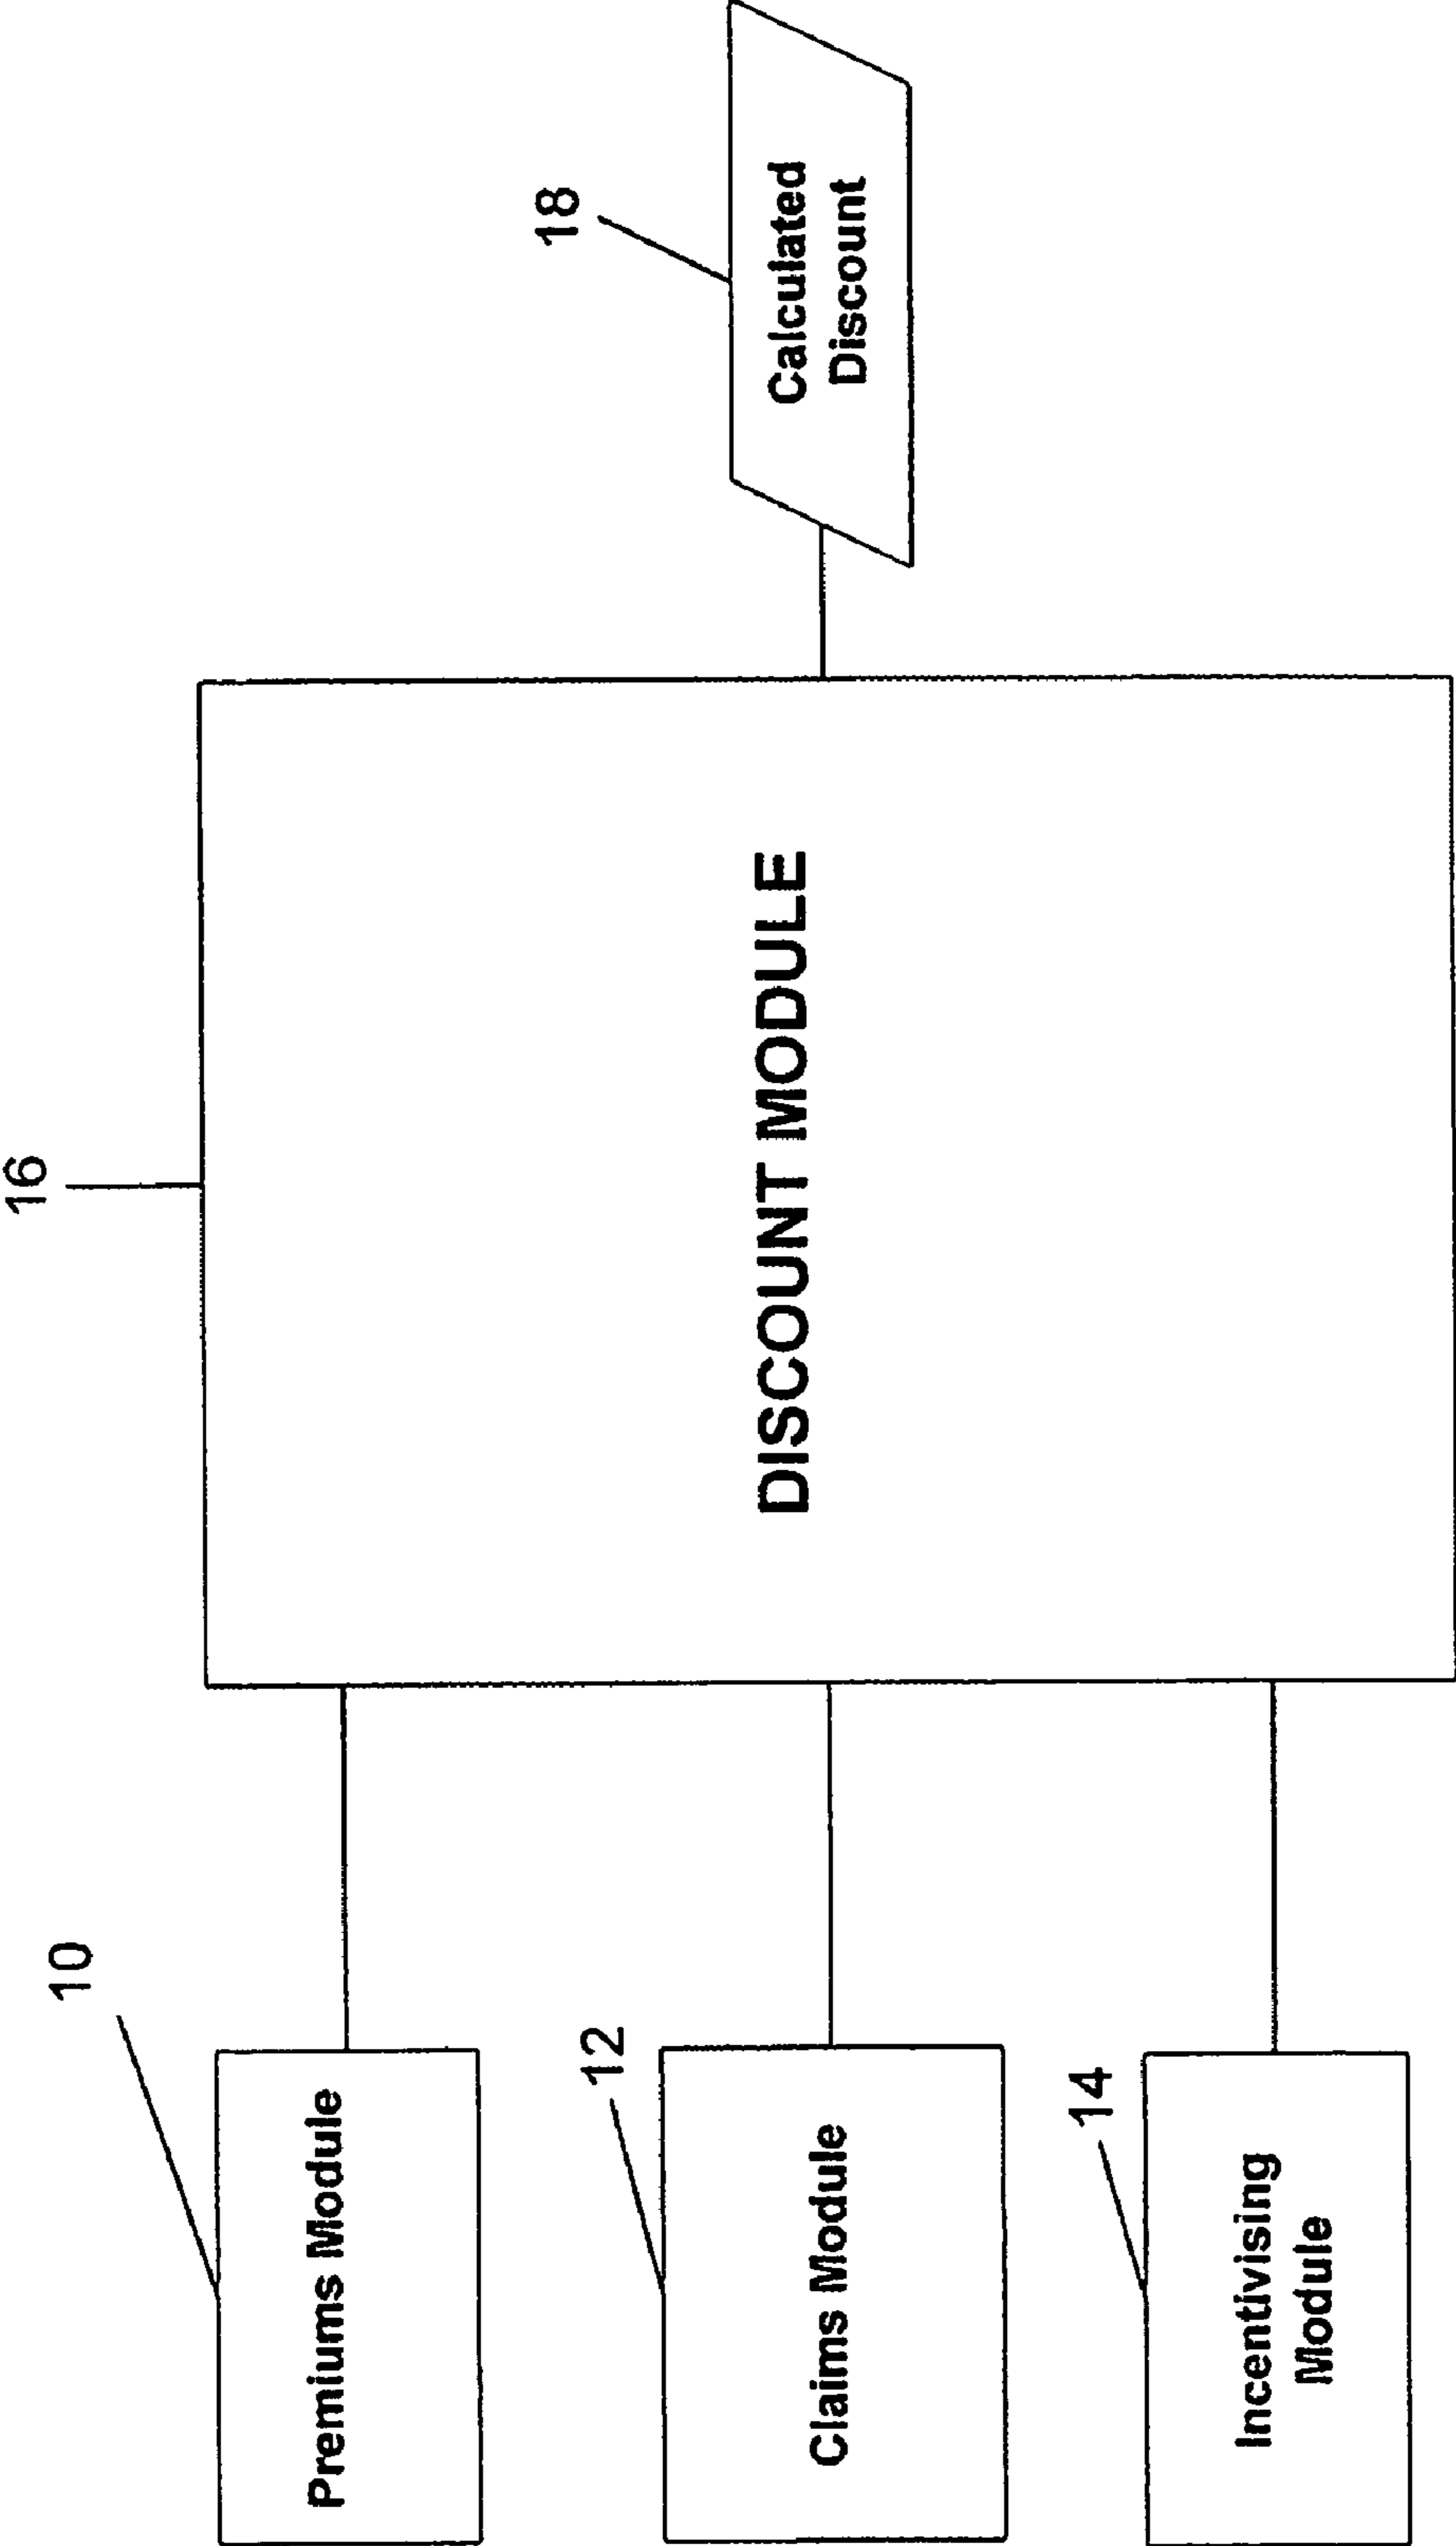 16
18
10
Premiums Module
12
Claims Module
14
Incentivising
Module
DISCOUNT MODULE
Calculated
Discount